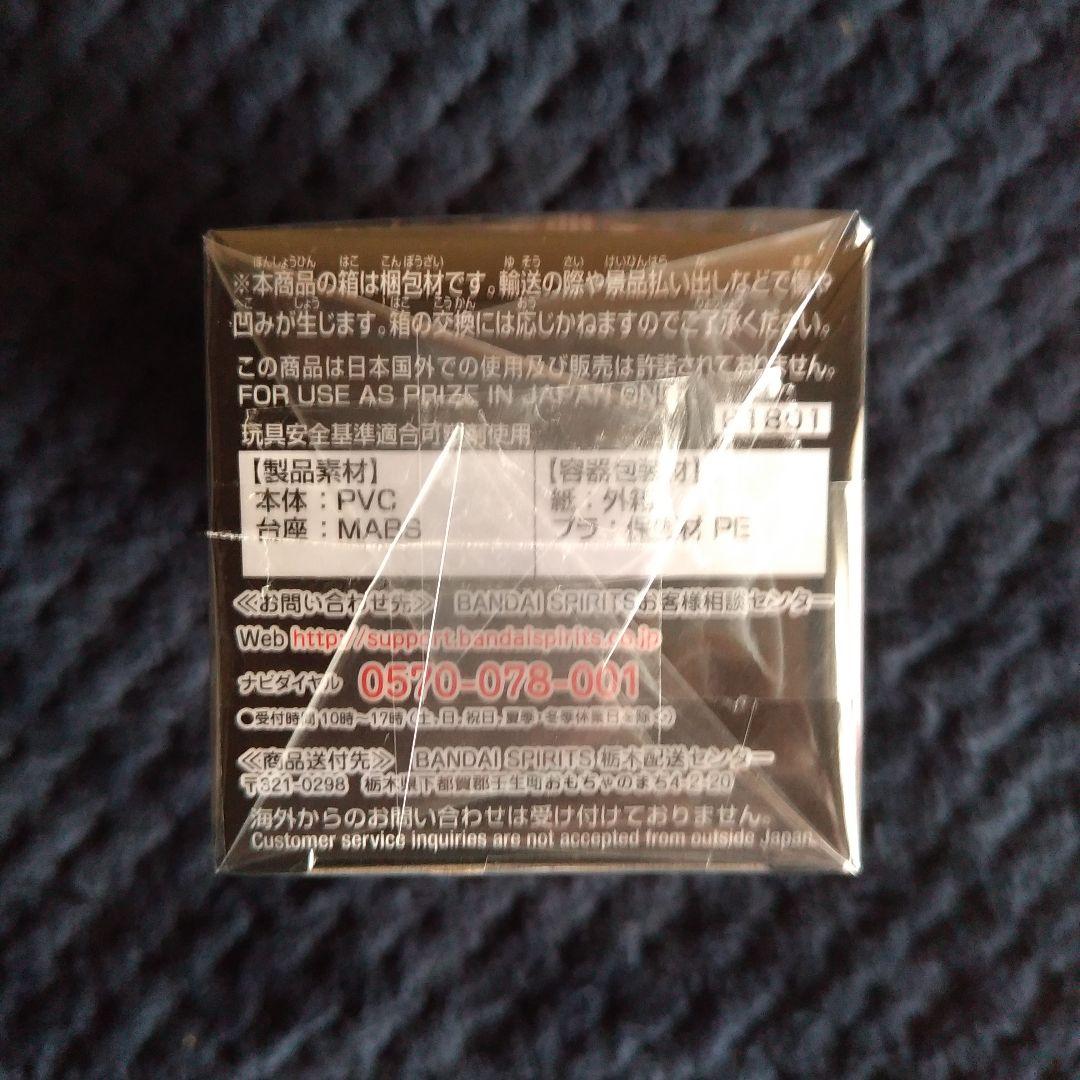 ※本商品の箱は梱包材です。輸送の際や景品払い出しなどで傷や
凹みが生じます。箱の交換には応じかねますのでご了承ください。
この商品は日本国外での使用及び販売は許諾されておりません。
FOR USE AS PRIZE IN JAPAN
玩具安全基準適合可塑剤使用
【製品素材】
本体：PVC
台座：MABS
【容器包装材】
紙：外箱
プラ：保護材 PE
≪お問い合わせ先≫ BANDAI SPIRITSお客様相談センター
Web http://support.bandaispirits.co.jp
ナビダイヤル 0570-078-001
●受付時間 10時〜17時（土、日、祝日、夏季・冬季休業日を除く）
≪商品送付先≫ BANDAI SPIRITS 栃木配送センター
〒321-0298 栃木県下都賀郡壬生町おもちゃのまち4-2-20
海外からのお問い合わせは受け付けておりません。
Customer service inquiries are not accepted from outside Japan.